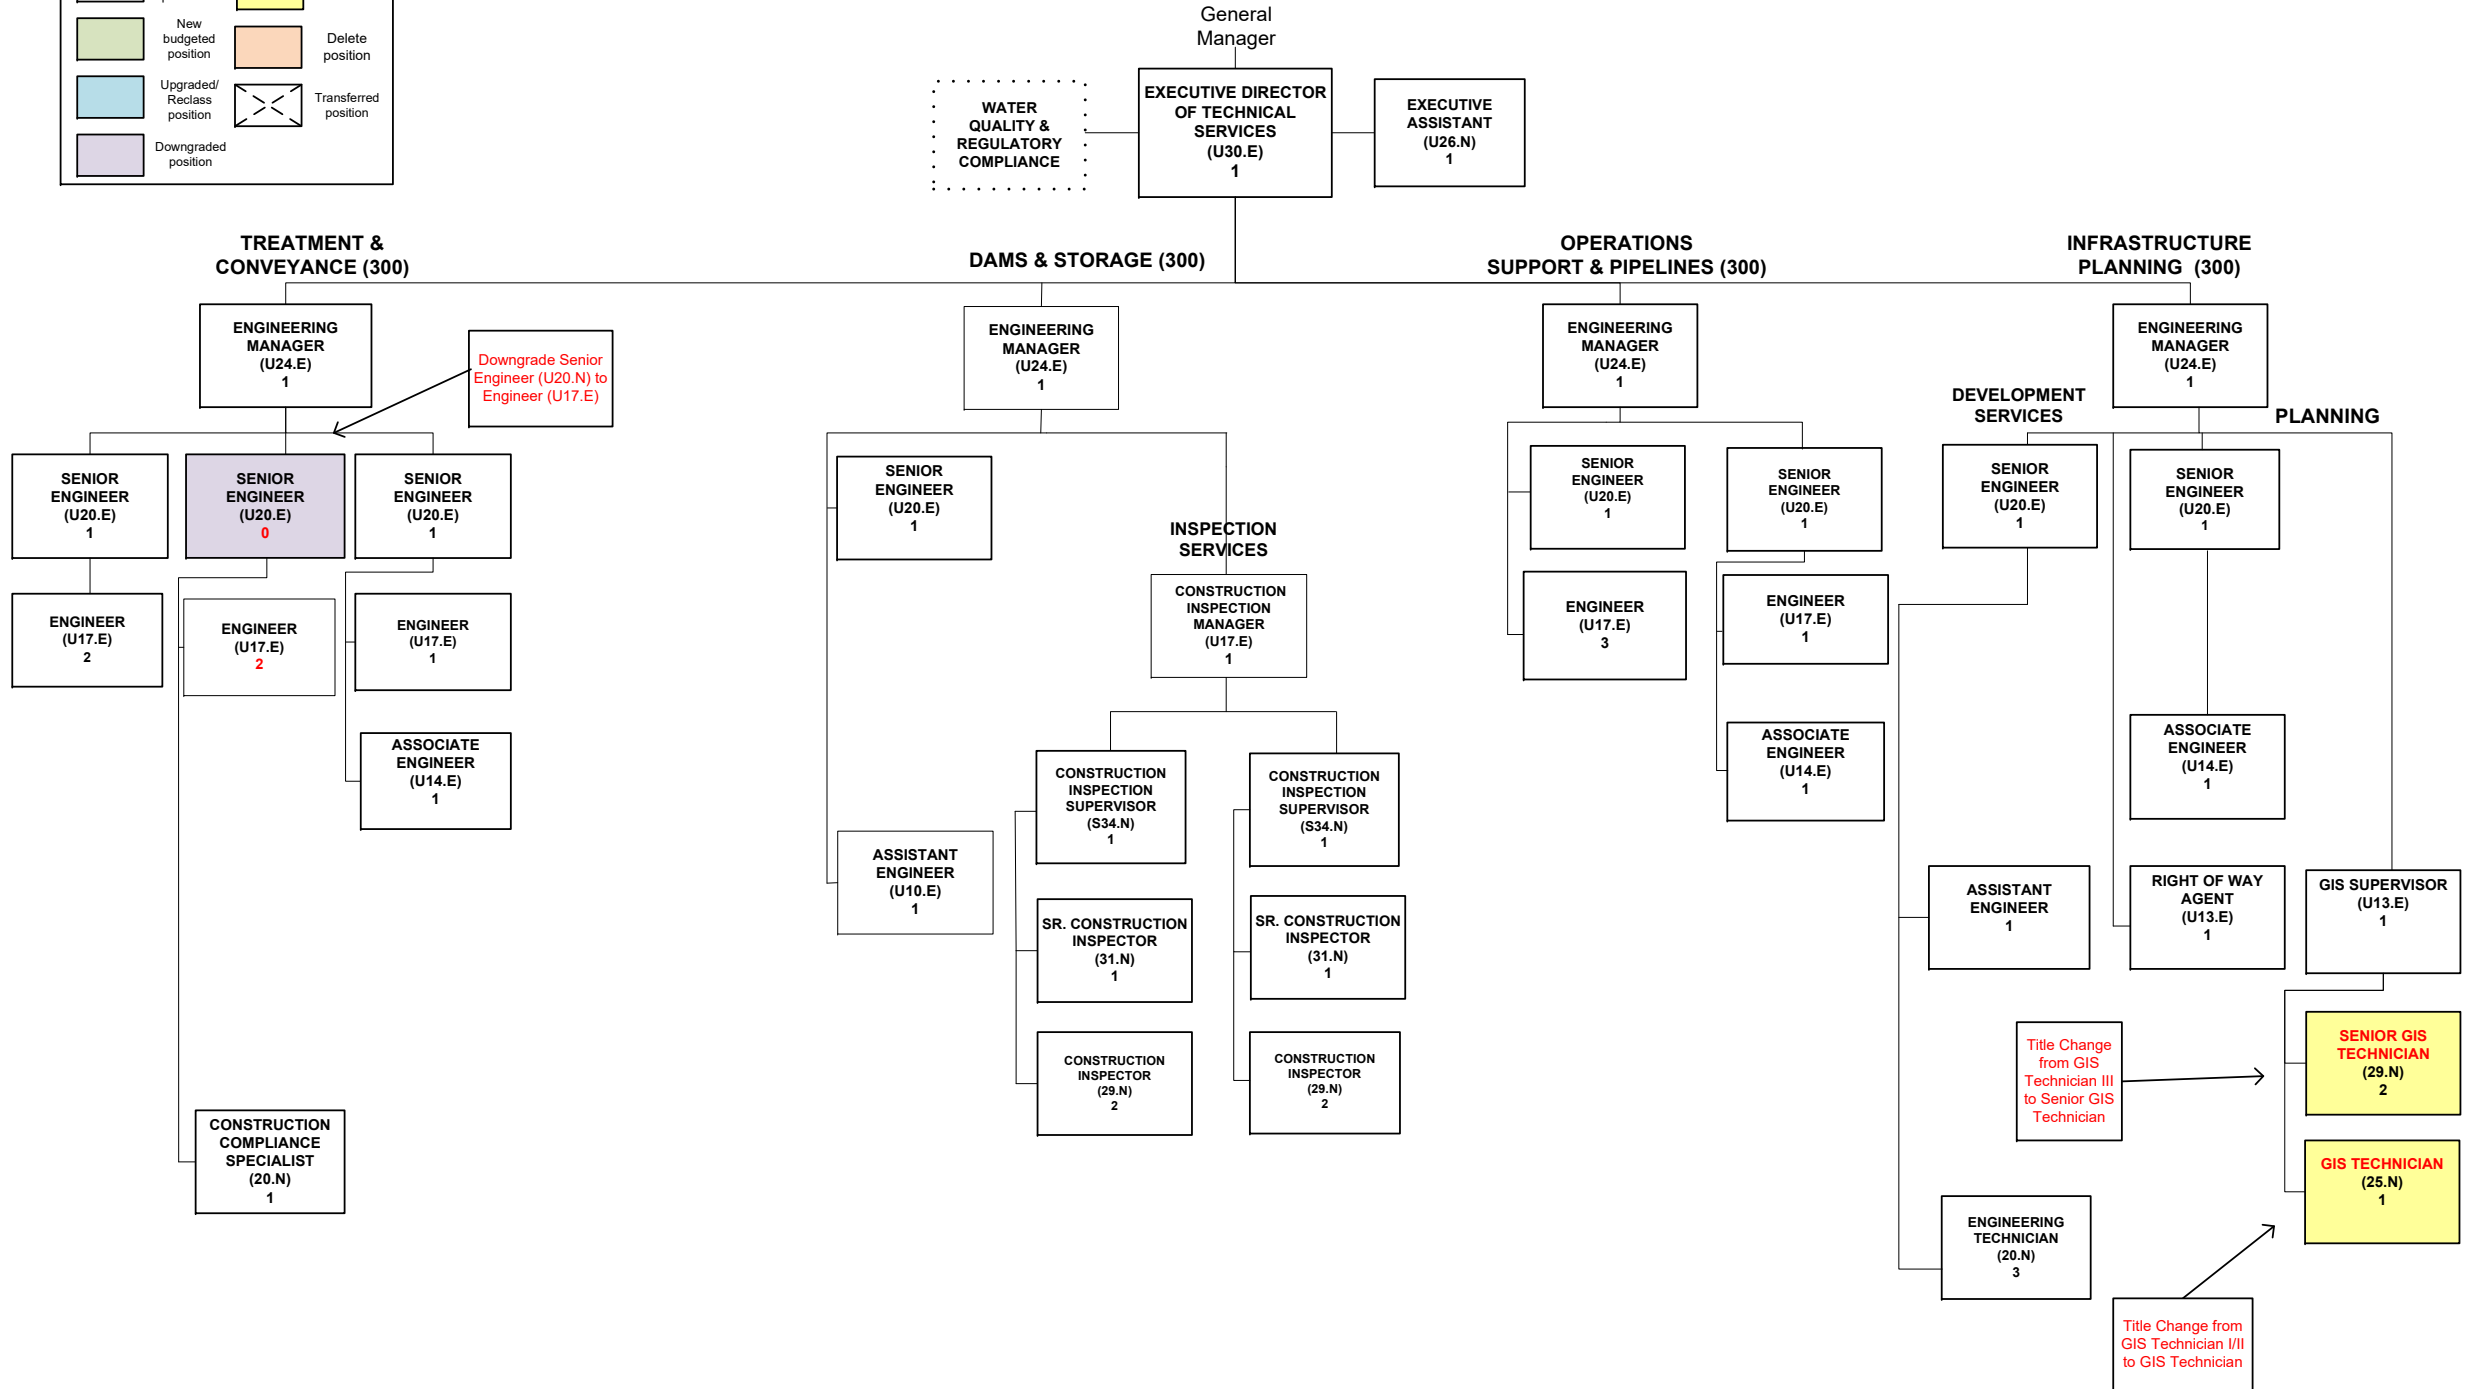 New
budgeted
position
Delete
position
Upgraded/
Reclass
position
Transferred
position
Downgraded
position
General
Manager
WATER
QUALITY &
REGULATORY
COMPLIANCE
EXECUTIVE DIRECTOR
OF TECHNICAL
SERVICES
(U30.E)
1
EXECUTIVE
ASSISTANT
(U26.N)
1
TREATMENT &
CONVEYANCE (300)
DAMS & STORAGE (300)
OPERATIONS
SUPPORT & PIPELINES (300)
INFRASTRUCTURE
PLANNING (300)
ENGINEERING
MANAGER
(U24.E)
1
Downgrade Senior
Engineer (U20.N) to
Engineer (U17.E)
SENIOR
ENGINEER
(U20.E)
1
SENIOR
ENGINEER
(U20.E)
0
SENIOR
ENGINEER
(U20.E)
1
ENGINEER
(U17.E)
2
ENGINEER
(U17.E)
2
ENGINEER
(U17.E)
1
ASSOCIATE
ENGINEER
(U14.E)
1
CONSTRUCTION
COMPLIANCE
SPECIALIST
(20.N)
1
ENGINEERING
MANAGER
(U24.E)
1
SENIOR
ENGINEER
(U20.E)
1
INSPECTION
SERVICES
CONSTRUCTION
INSPECTION
MANAGER
(U17.E)
1
ASSISTANT
ENGINEER
(U10.E)
1
CONSTRUCTION
INSPECTION
SUPERVISOR
(S34.N)
1
CONSTRUCTION
INSPECTION
SUPERVISOR
(S34.N)
1
SR. CONSTRUCTION
INSPECTOR
(31.N)
1
SR. CONSTRUCTION
INSPECTOR
(31.N)
1
CONSTRUCTION
INSPECTOR
(29.N)
2
CONSTRUCTION
INSPECTOR
(29.N)
2
ENGINEERING
MANAGER
(U24.E)
1
SENIOR
ENGINEER
(U20.E)
1
SENIOR
ENGINEER
(U20.E)
1
ENGINEER
(U17.E)
3
ENGINEER
(U17.E)
1
ASSOCIATE
ENGINEER
(U14.E)
1
ENGINEERING
MANAGER
(U24.E)
1
DEVELOPMENT
SERVICES
PLANNING
SENIOR
ENGINEER
(U20.E)
1
SENIOR
ENGINEER
(U20.E)
1
ASSOCIATE
ENGINEER
(U14.E)
1
ASSISTANT
ENGINEER
1
RIGHT OF WAY
AGENT
(U13.E)
1
GIS SUPERVISOR
(U13.E)
1
Title Change
from GIS
Technician III
to Senior GIS
Technician
SENIOR GIS
TECHNICIAN
(29.N)
2
GIS TECHNICIAN
(25.N)
1
ENGINEERING
TECHNICIAN
(20.N)
3
Title Change from
GIS Technician I/II
to GIS Technician